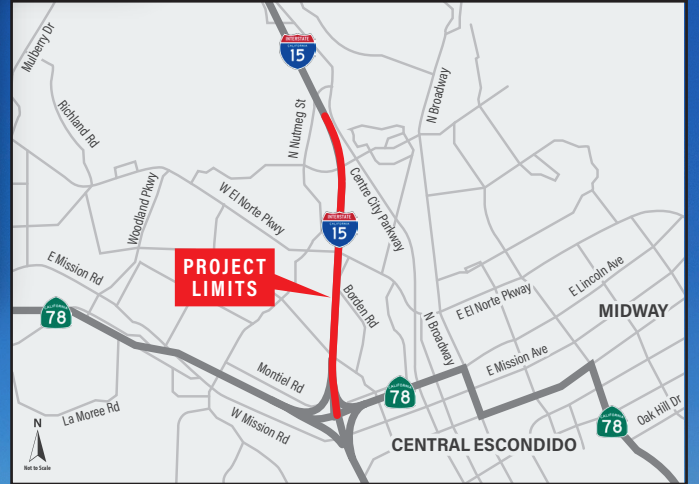 Mulberry Dr
INTERSTATE
CALIFORNIA
15
N Broadway
Richland Rd
N Nutmeg St
Woodland Pkwy
W El Norte Pkwy
Centre City Parkway
INTERSTATE
CALIFORNIA
15
E Mission Rd
PROJECT
LIMITS
Borden Rd
E El Norte Pkway
E Lincoln Ave
MIDWAY
CALIFORNIA
78
N Broadway
E Mission Ave
Montiel Rd
CALIFORNIA
78
La Moree Rd
W Mission Rd
Oak Hill Dr
CALIFORNIA
78
CENTRAL ESCONDIDO
N
Not to Scale